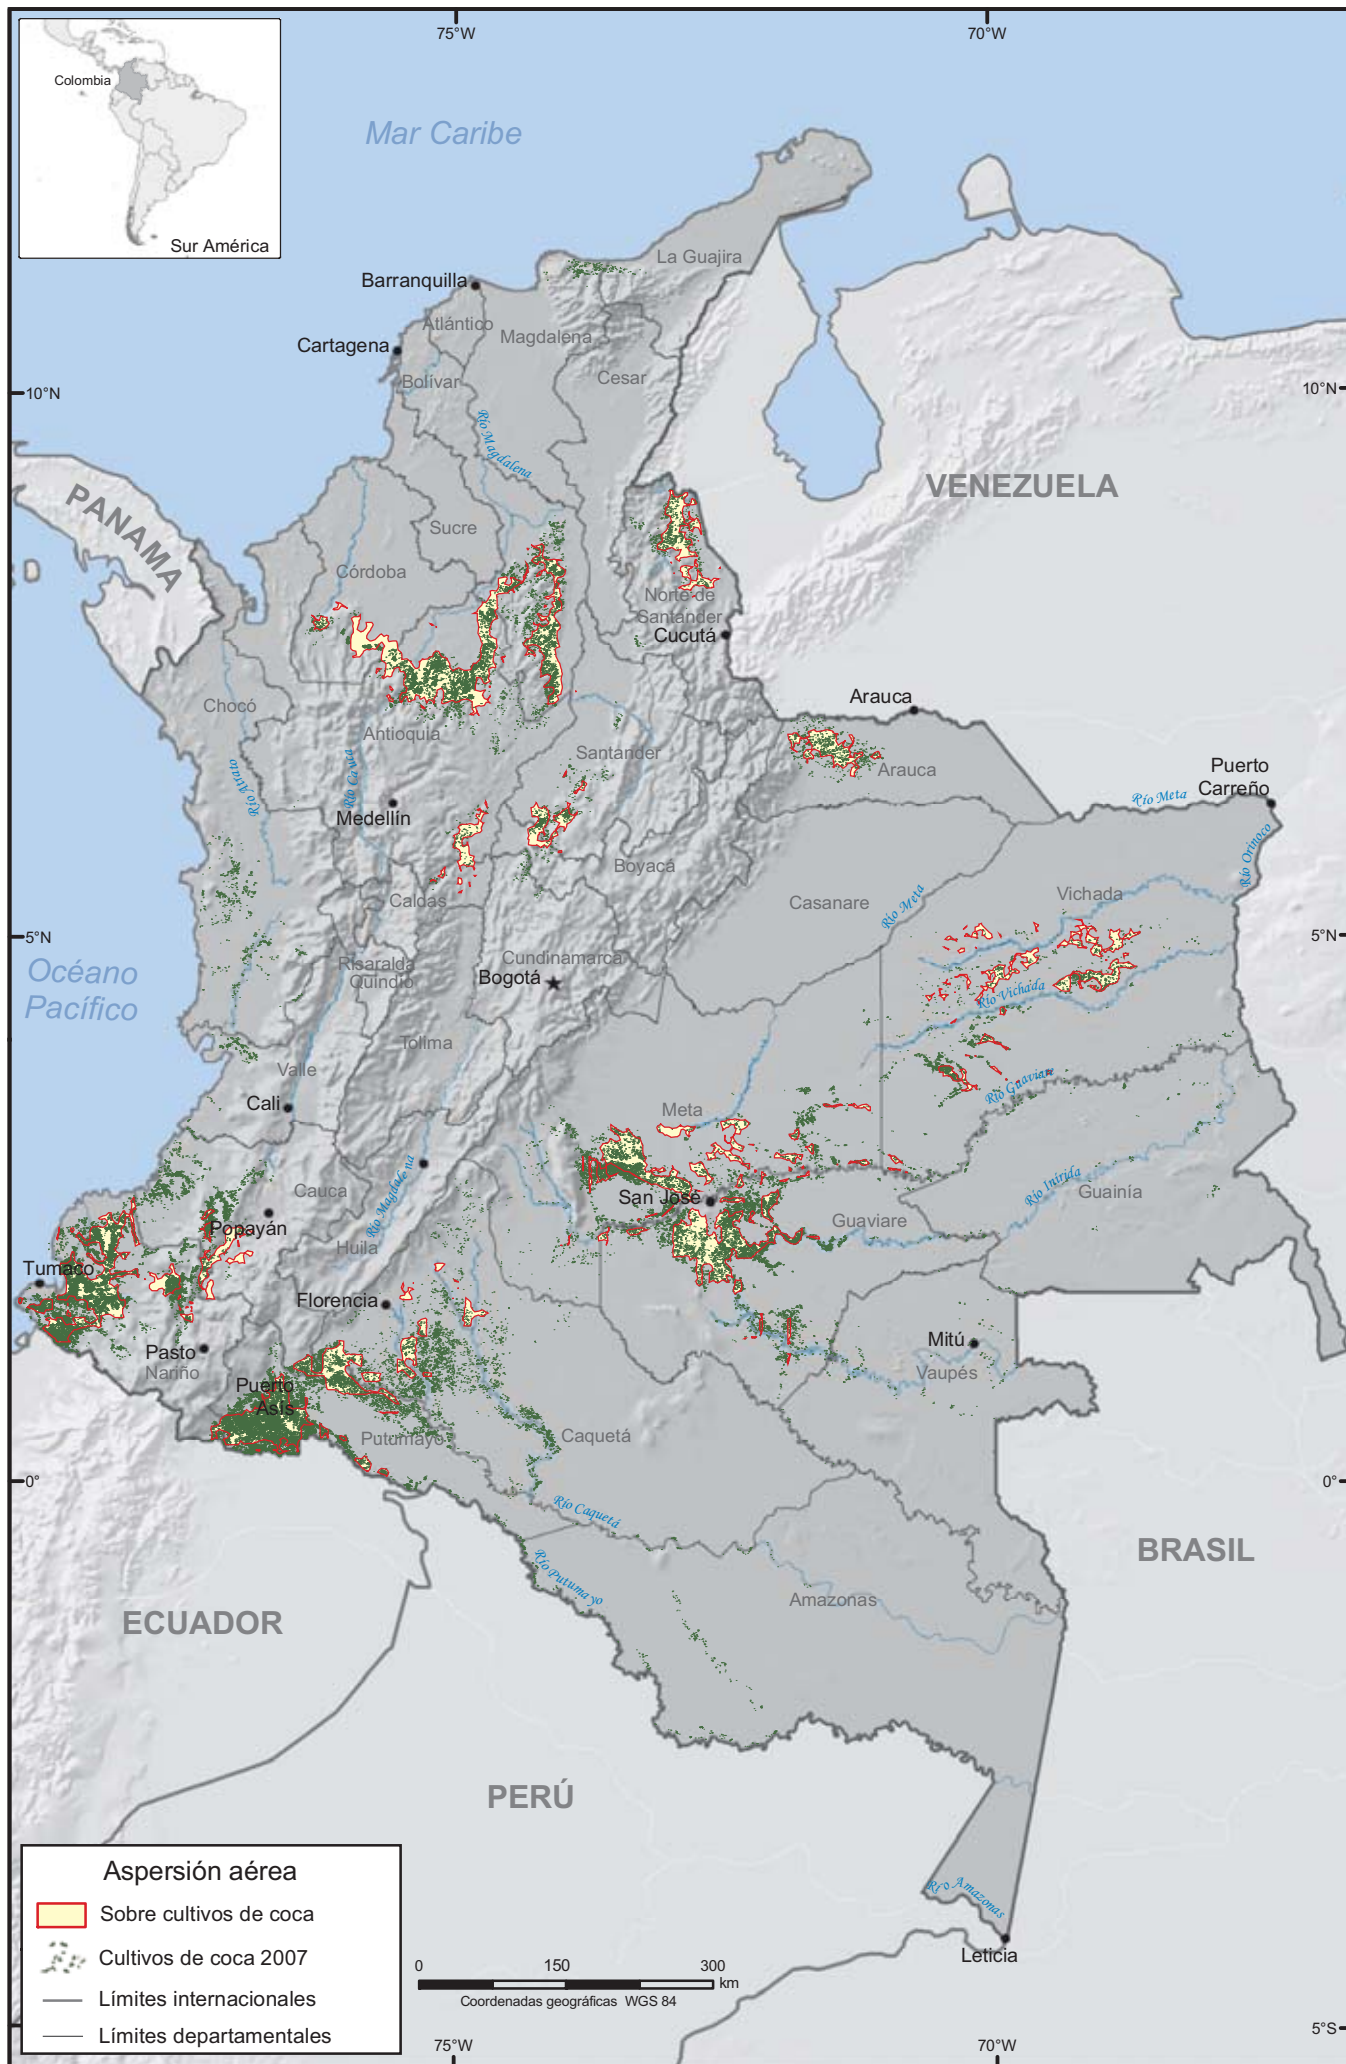 75°W
70°W
Colombia
Sur América
Mar Caribe
La Guajira
Barranquilla
Atlántico
Magdalena
Cartagena
Bolívar
Cesar
10°N
10°N
Río Magdalena
VENEZUELA
PANAMA
Sucre
Córdoba
Norte de
Santander
Cucutá
Chocó
Arauca
Antioquia
Santander
Arauca
Puerto
Carreño
Río Meta
Río Atrato
Río Cauca
Medellín
Río Orinoco
Boyacá
Caldas
Casanare
Río Meta
Vichada
5°N
5°N
Océano
Pacífico
Risaralda
Quindío
Cundinamarca
Bogotá
Río Vichada
Tolima
Valle
Río Guaviare
Cali
Meta
Río Magdalena
Cauca
San José
Río Inírida
Guainía
Popayán
Guaviare
Huila
Tumaco
Florencia
Mitú
Vaupés
Pasto
Nariño
Puerto
Asís
Putumayo
Caquetá
0°
0°
Río Caquetá
BRASIL
Río Putumayo
Amazonas
ECUADOR
PERÚ
Aspersión aérea
Sobre cultivos de coca
Cultivos de coca 2007
Límites internacionales
Límites departamentales
Río Amazonas
Leticia
0 150 300
km
Coordenadas geográficas WGS 84
5°S
75°W
70°W